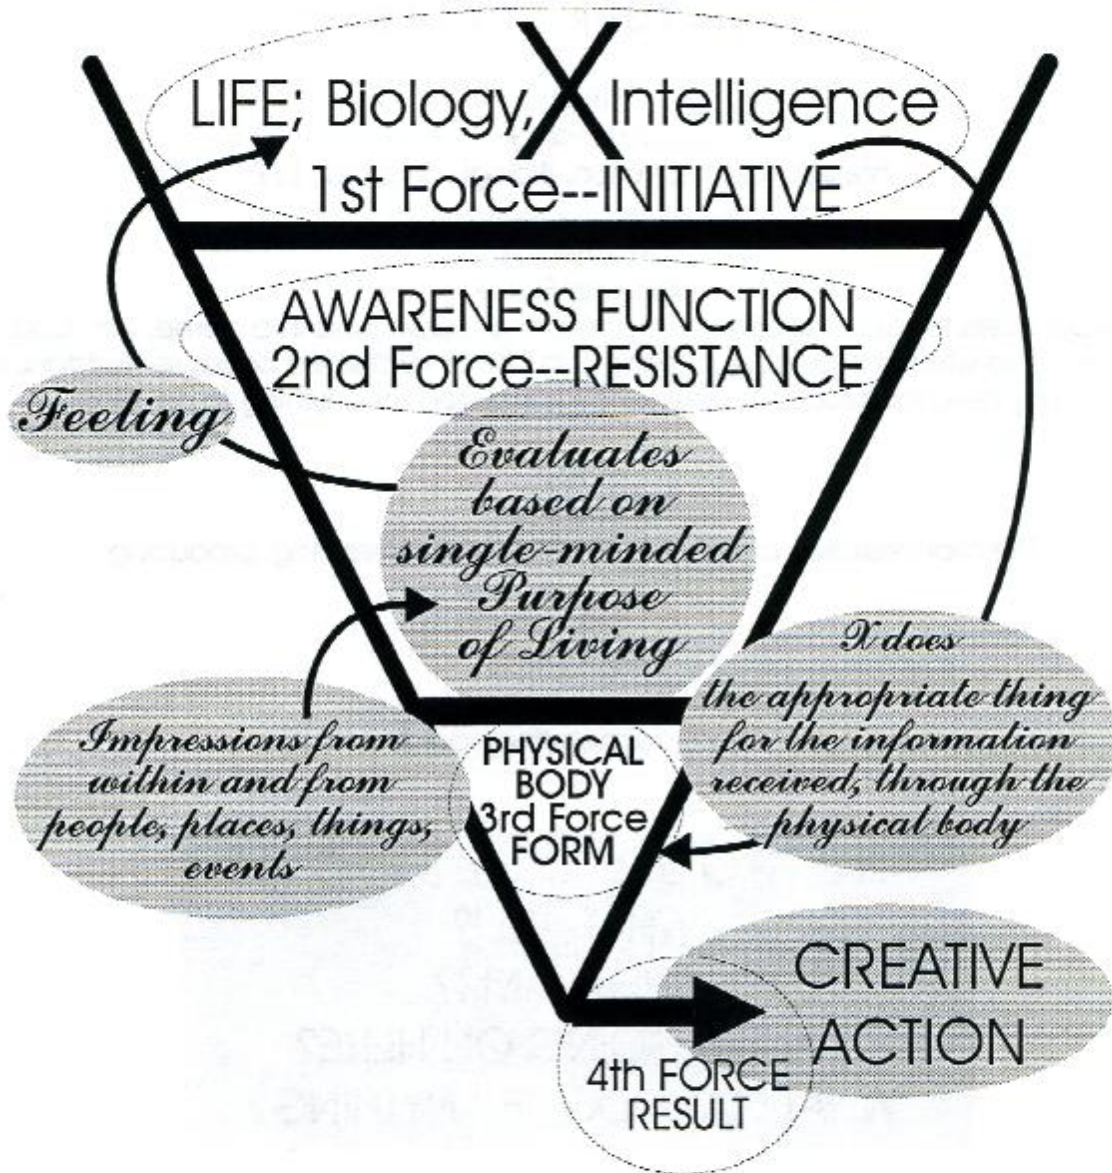 LIFE; Biology, X Intelligence
1st Force--INITIATIVE
AWARENESS FUNCTION
2nd Force--RESISTANCE
Feeling
Evaluates
based on
single-minded
Purpose
of Living
Impressions from
within and from
people, places, things,
events
X does
the appropriate thing
for the information
received, through the
physical body
PHYSICAL
BODY
3rd Force
FORM
CREATIVE
ACTION
4th FORCE
RESULT